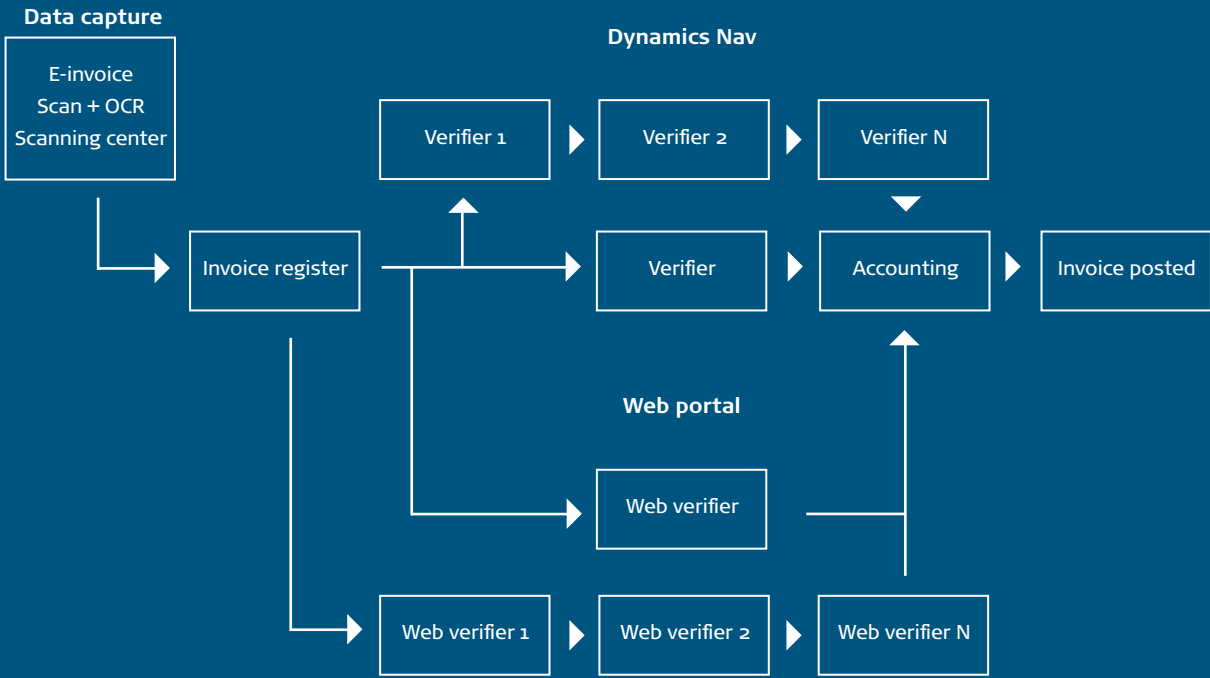 Data capture
Dynamics Nav
E-invoice
Scan + OCR
Scanning center
Verifier 1
Verifier 2
Verifier N
Invoice register
Verifier
Accounting
Invoice posted
Web portal
Web verifier
Web verifier 1
Web verifier 2
Web verifier N